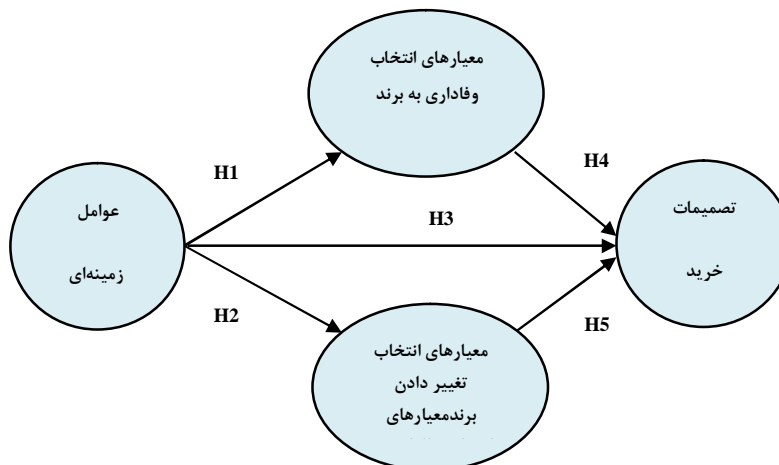 معیارهای انتخاب
وفاداری به برند
H1
H4
عوامل
زمینه‌ای
H3
تصمیمات
خرید
H2
H5
معیارهای انتخاب
تغییر دادن
برندمعیارهای